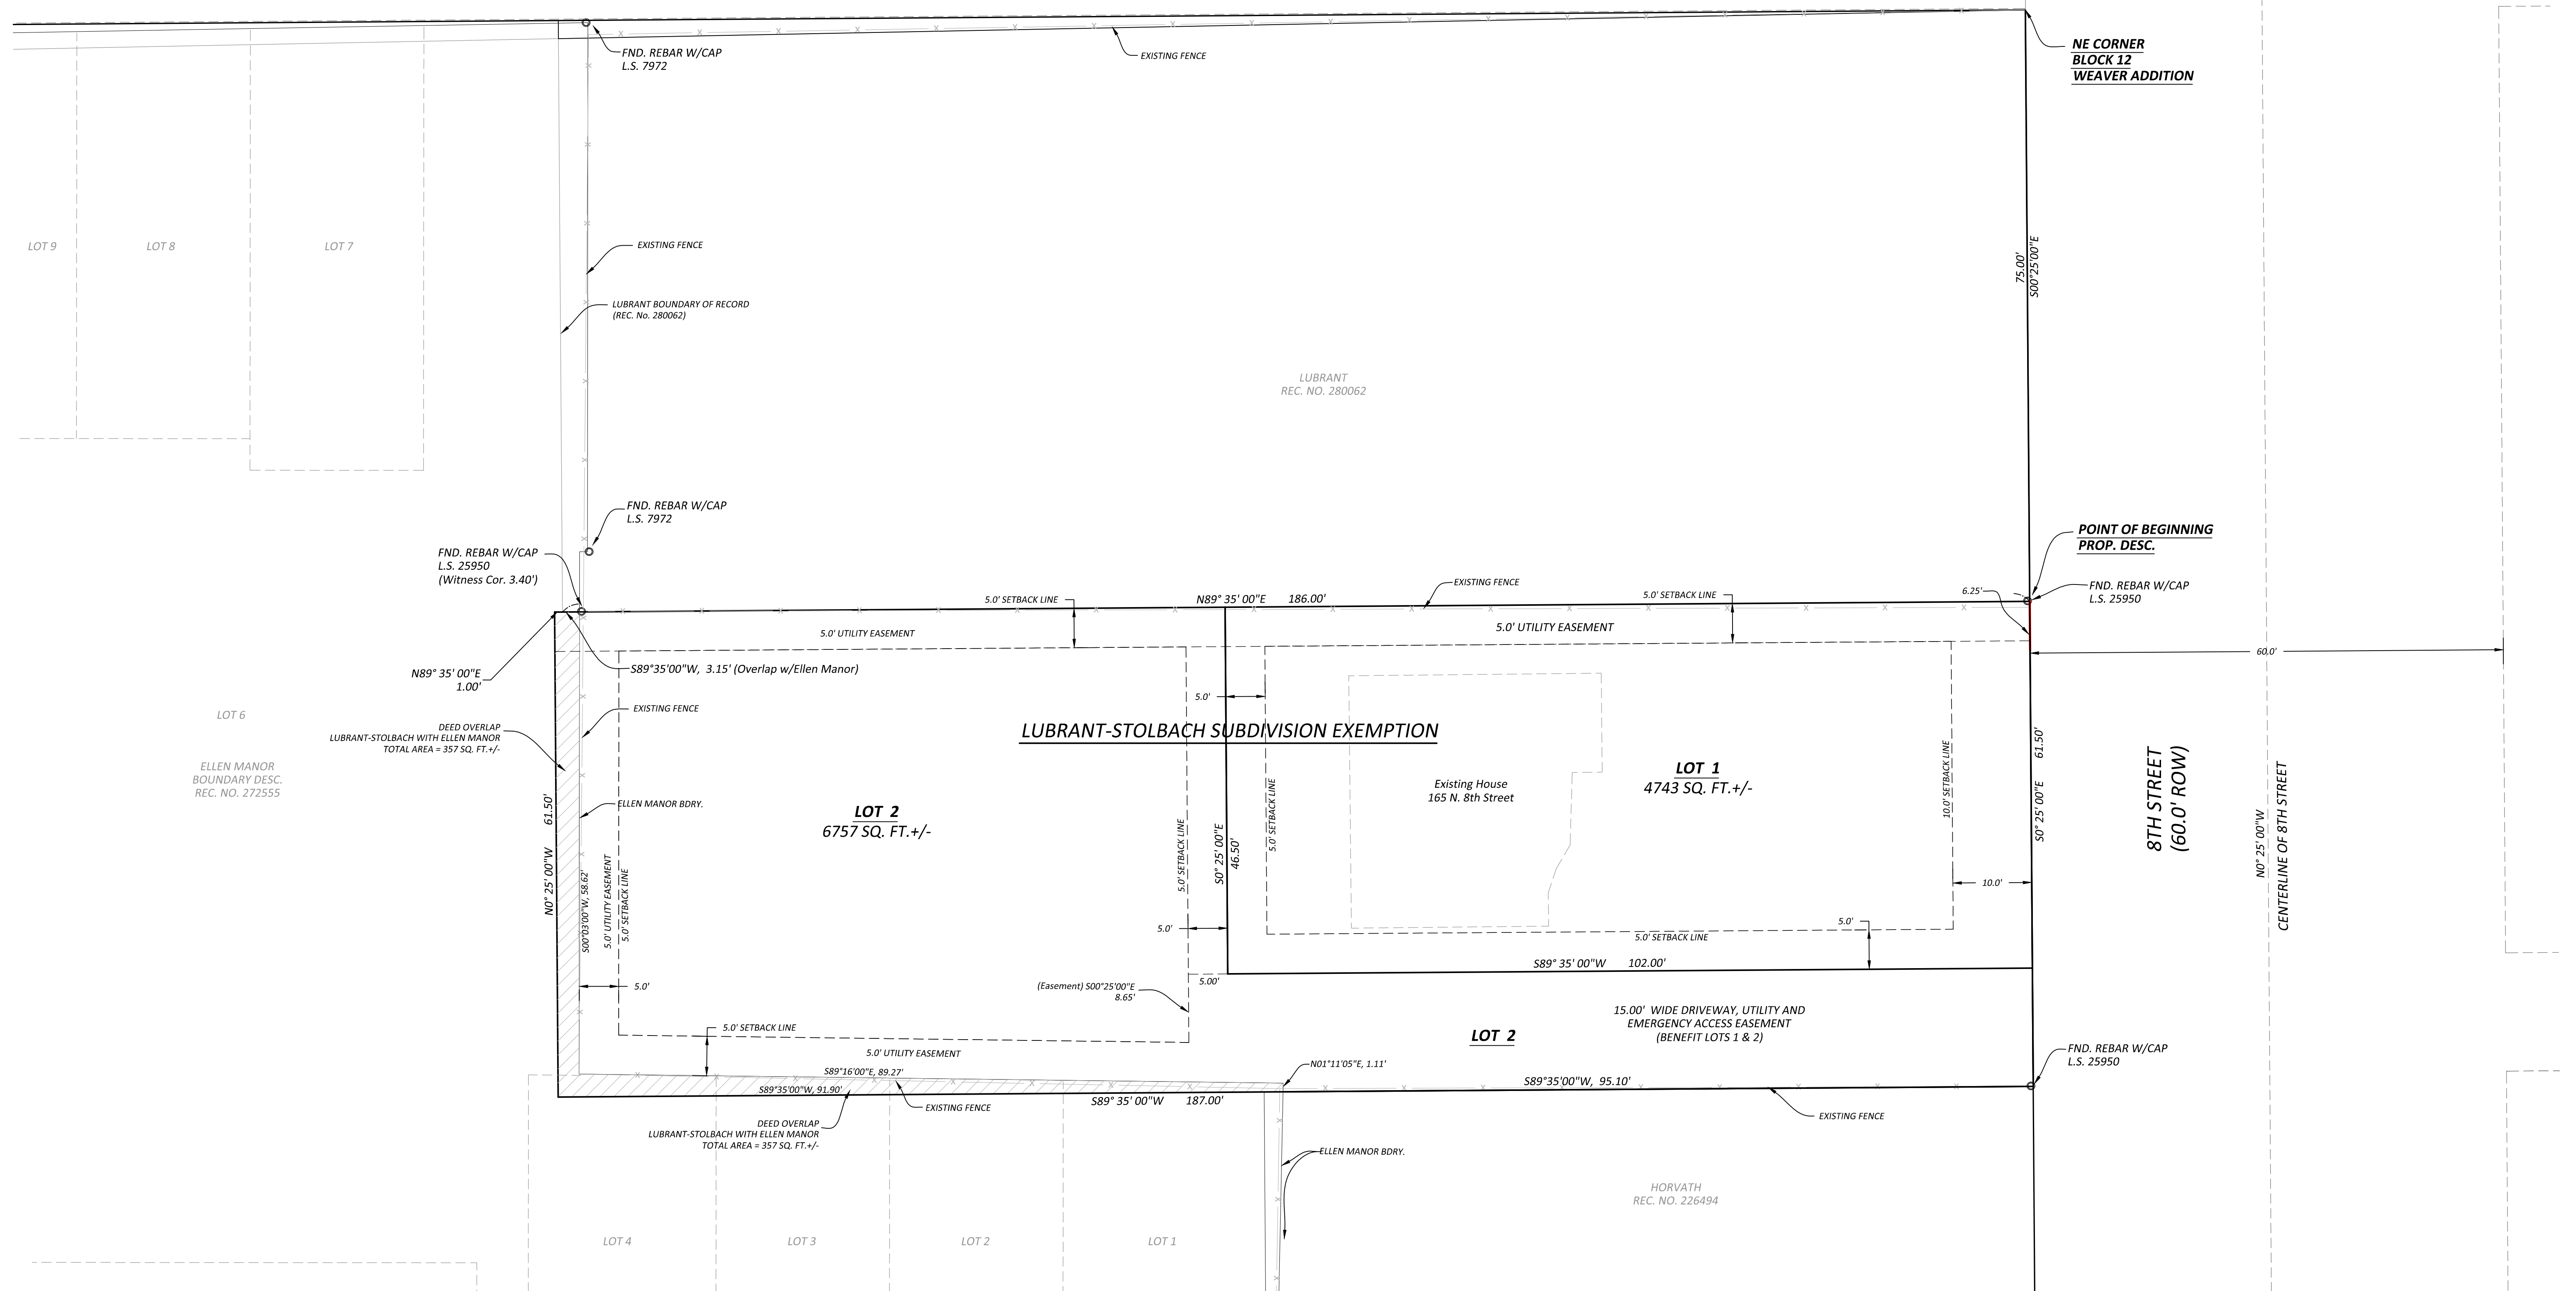 FND. REBAR W/CAP
L.S. 7972
EXISTING FENCE
NE CORNER
BLOCK 12
WEAVER ADDITION
LOT 9
LOT 8
LOT 7
EXISTING FENCE
LUBRANT BOUNDARY OF RECORD
(REC. No. 280062)
75.00'
S00°25'00"E
LUBRANT
REC. NO. 280062
FND. REBAR W/CAP
L.S. 7972
FND. REBAR W/CAP
L.S. 25950
(Witness Cor. 3.40')
POINT OF BEGINNING
PROP. DESC.
FND. REBAR W/CAP
L.S. 25950
5.0' SETBACK LINE
N89° 35' 00"E 186.00'
EXISTING FENCE
5.0' SETBACK LINE
6.25'
5.0' UTILITY EASEMENT
5.0' UTILITY EASEMENT
60.0'
N89° 35' 00"E
1.00'
S89°35'00"W, 3.15' (Overlap w/Ellen Manor)
5.0'
LOT 6
EXISTING FENCE
DEED OVERLAP
LUBRANT-STOLBACH WITH ELLEN MANOR
TOTAL AREA = 357 SQ. FT.+/-
LUBRANT-STOLBACH SUBDIVISION EXEMPTION
ELLEN MANOR
BOUNDARY DESC.
REC. NO. 272555
ELLEN MANOR BDRY.
LOT 2
6757 SQ. FT.+/-
Existing House
165 N. 8th Street
LOT 1
4743 SQ. FT.+/-
10.0' SETBACK LINE
S0° 25' 00"E 61.50'
8TH STREET
(60.0' ROW)
N0° 25' 00"W
CENTERLINE OF 8TH STREET
N0° 25' 00"W 61.50'
S00°03'00"W, 58.62'
5.0' UTILITY EASEMENT
5.0' SETBACK LINE
5.0' SETBACK LINE
S0° 25' 00"E
46.50'
5.0' SETBACK LINE
10.0'
5.0'
5.0'
5.0' SETBACK LINE
S89° 35' 00"W 102.00'
5.0'
(Easement) S00°25'00"E
8.65'
5.00'
15.00' WIDE DRIVEWAY, UTILITY AND
EMERGENCY ACCESS EASEMENT
(BENEFIT LOTS 1 & 2)
LOT 2
5.0' SETBACK LINE
5.0' UTILITY EASEMENT
FND. REBAR W/CAP
L.S. 25950
N01°11'05"E, 1.11'
S89°16'00"E, 89.27'
S89°35'00"W, 91.90'
S89°35'00"W, 95.10'
S89° 35' 00"W 187.00'
EXISTING FENCE
EXISTING FENCE
DEED OVERLAP
LUBRANT-STOLBACH WITH ELLEN MANOR
TOTAL AREA = 357 SQ. FT.+/-
ELLEN MANOR BDRY.
HORVATH
REC. NO. 226494
LOT 4
LOT 3
LOT 2
LOT 1